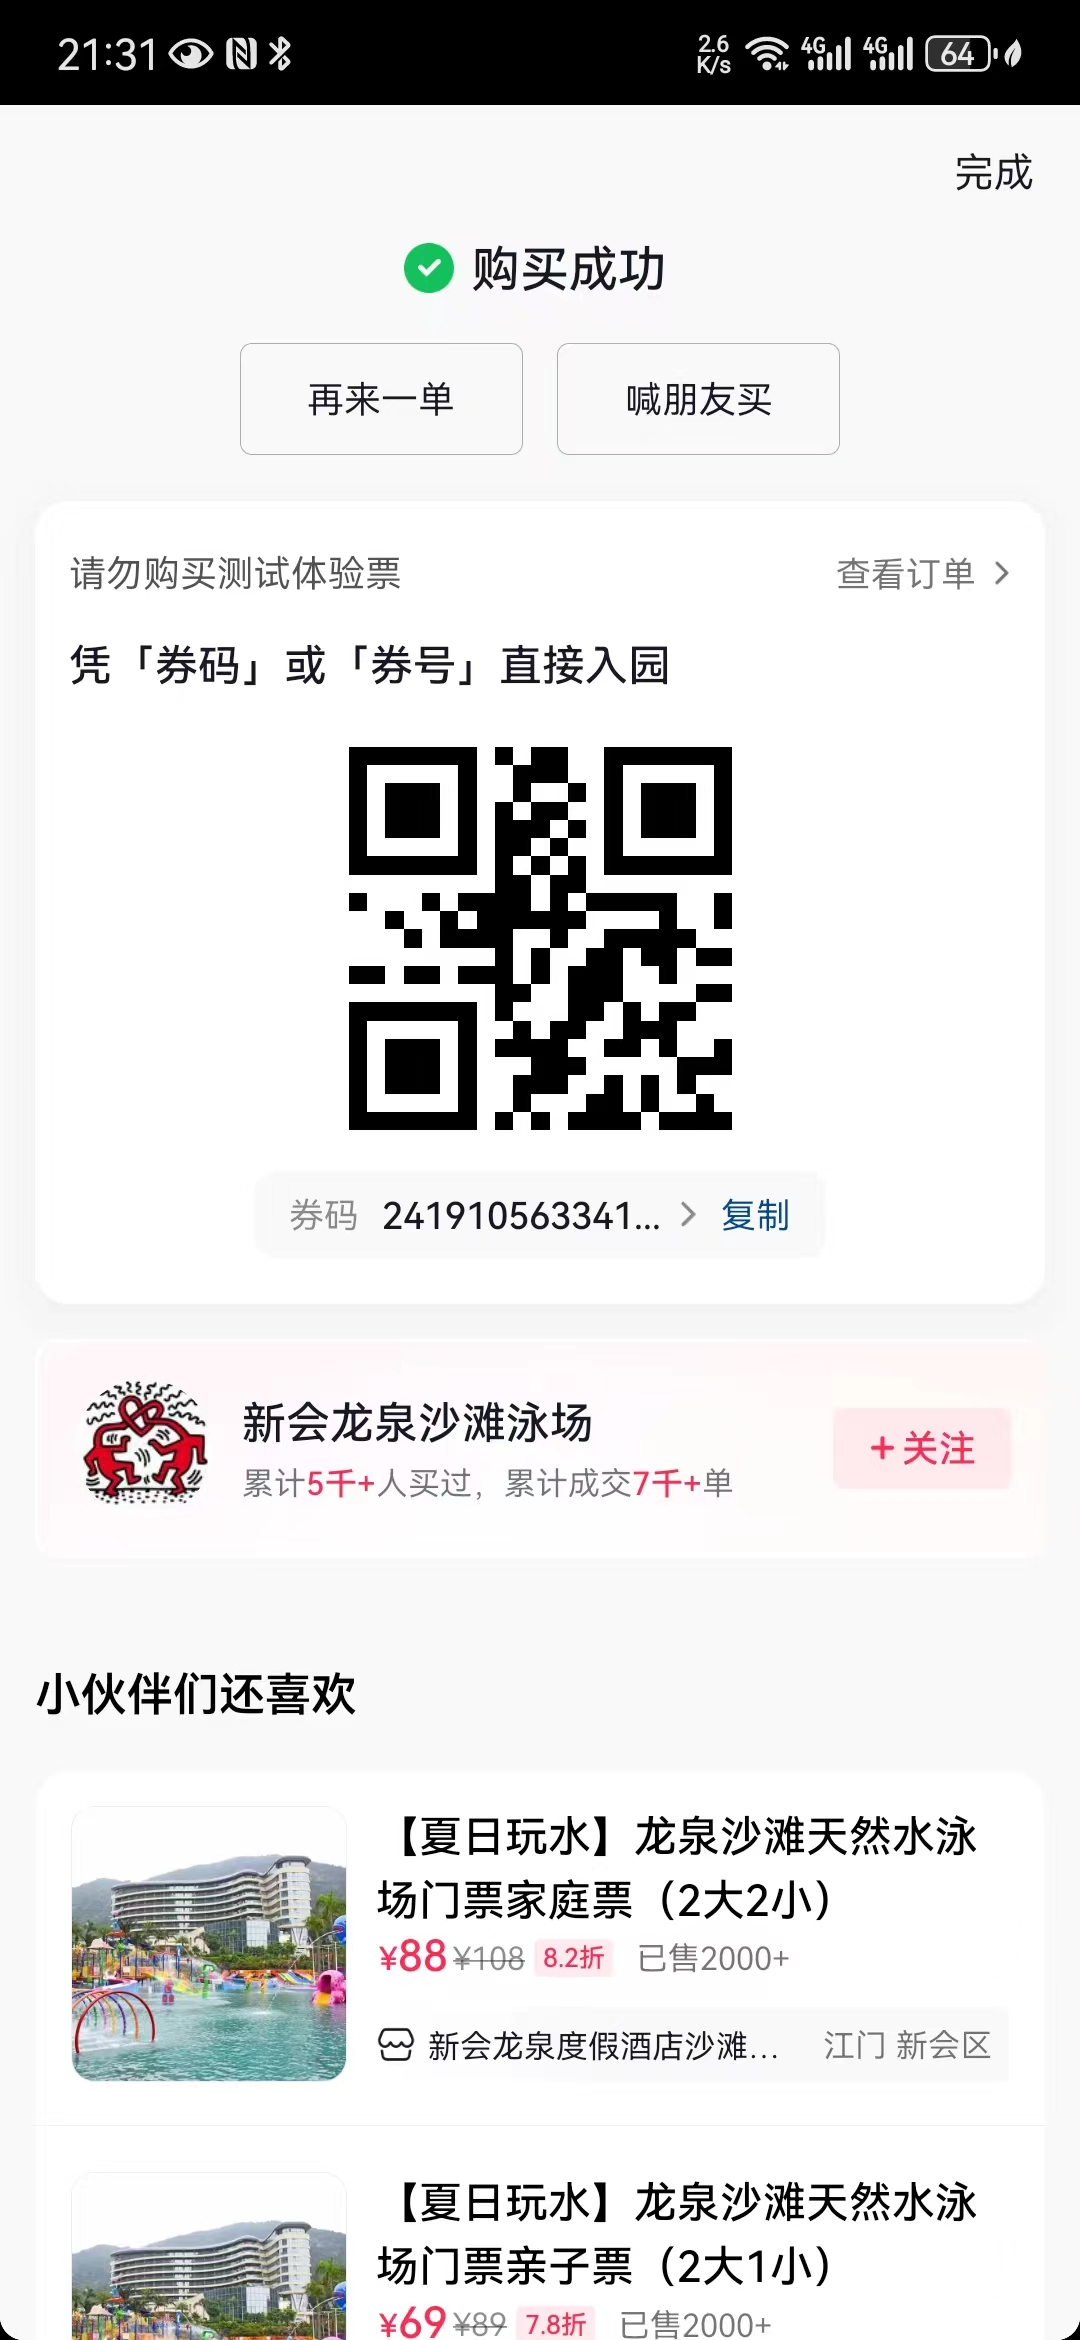 21:31
2.6 K/s 4G 4G 64
完成
购买成功
再来一单 喊朋友买
请勿购买测试体验票 查看订单 >
凭「券码」或「券号」直接入园
券码 241910563341... > 复制
新会龙泉沙滩泳场
累计5千+人买过，累计成交7千+单
+关注
小伙伴们还喜欢
【夏日玩水】龙泉沙滩天然水泳
场门票家庭票（2大2小）
¥88 ¥108 8.2折 已售2000+
新会龙泉度假酒店沙滩... 江门 新会区
【夏日玩水】龙泉沙滩天然水泳
场门票亲子票（2大1小）
¥69 ¥89 7.8折 已售2000+